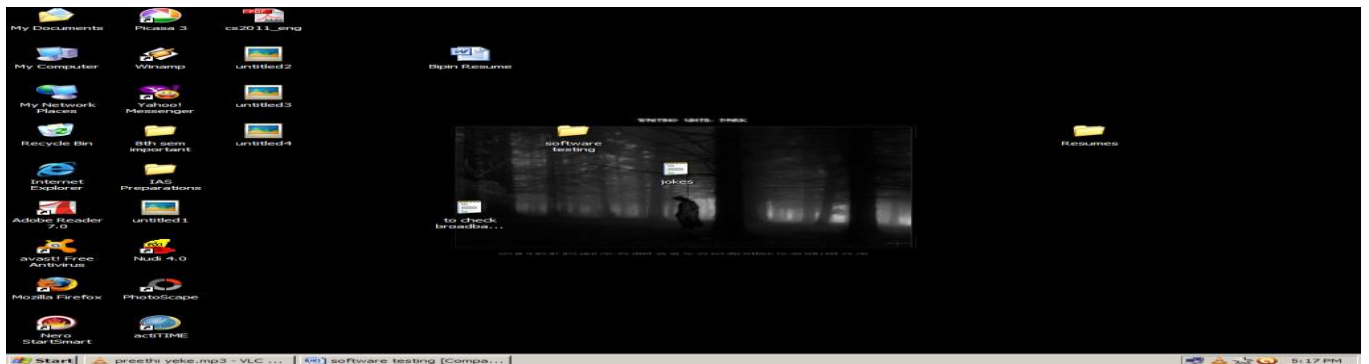 My Documents
Picasa 3
cs2011_eng
My Computer
Winamp
untitled2
Bipin Resume
My Network
Places
Yahoo!
Messenger
untitled3
Recycle Bin
8th sem
important
untitled4
software
testing
Resumes
Internet
Explorer
IAS
Preparations
jokes
Adobe Reader
7.0
untitled1
to check
broadba...
avast! Free
Antivirus
Nudi 4.0
Mozilla Firefox
PhotoScape
Nero
StartSmart
actiTIME
Start
preethi yeke.mp3 - VLC ...
software testing [Compa...
5:17 PM